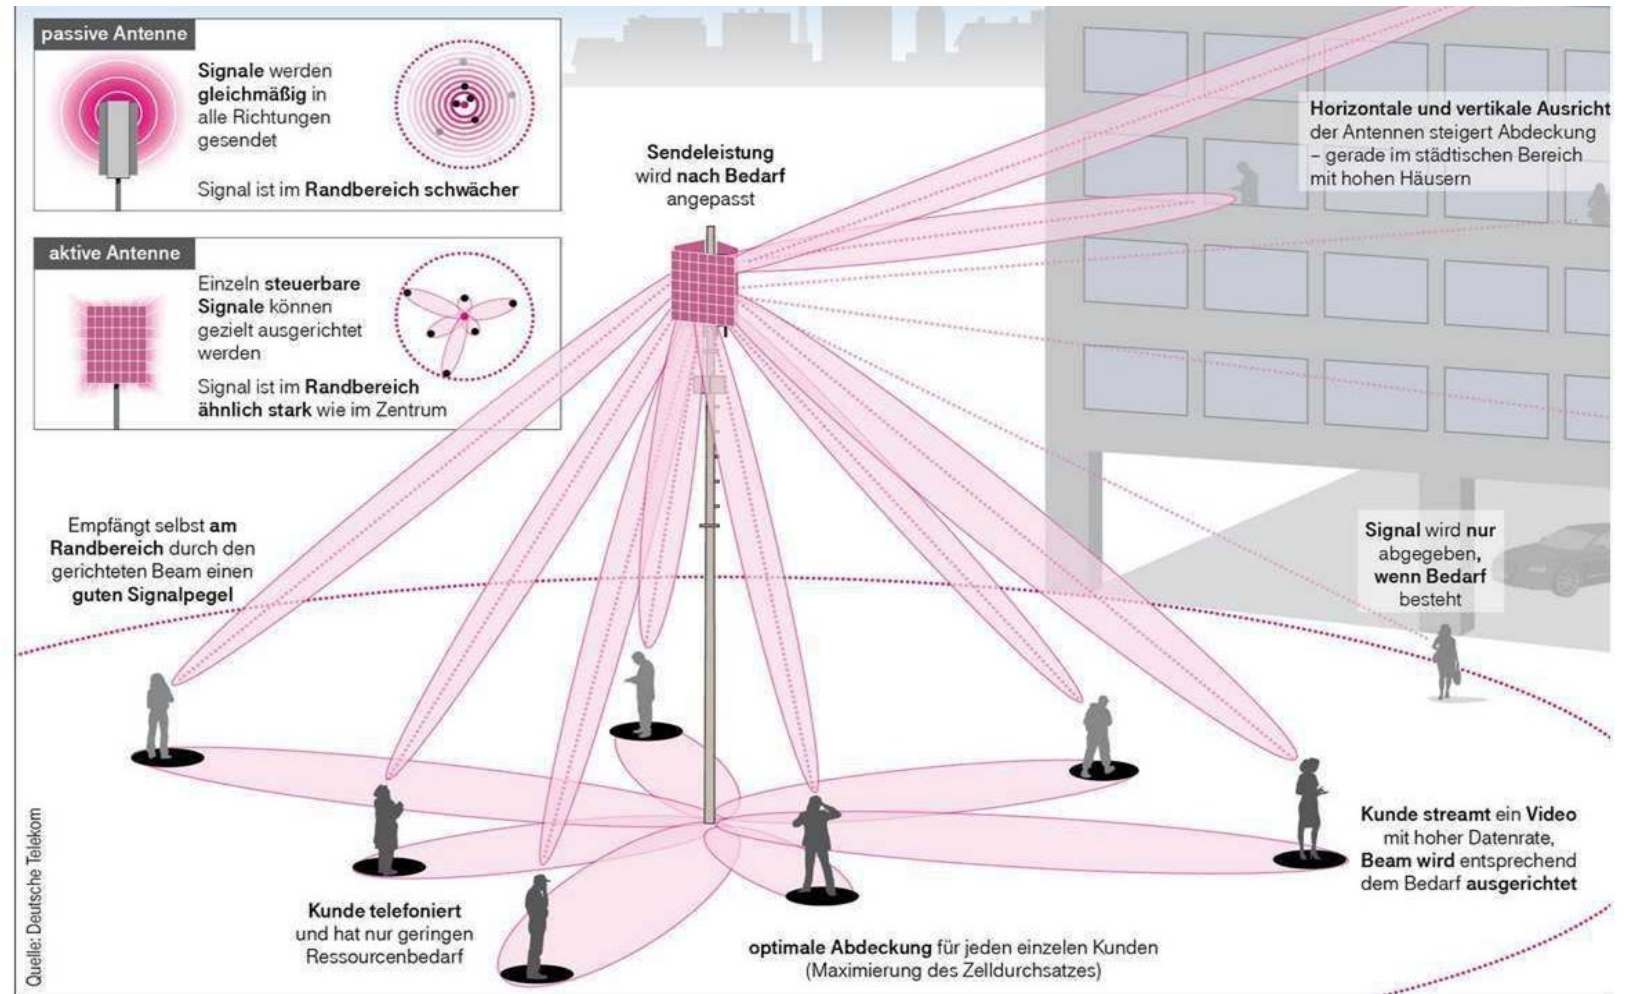 passive Antenne
Signale werden
gleichmäßig in
alle Richtungen
gesendet
Signal ist im Randbereich schwächer
aktive Antenne
Einzeln steuerbare
Signale können
gezielt ausgerichtet
werden
Signal ist im Randbereich
ähnlich stark wie im Zentrum
Sendeleistung
wird nach Bedarf
angepasst
Horizontale und vertikale Ausricht
der Antennen steigert Abdeckung
– gerade im städtischen Bereich
mit hohen Häusern
Empfängt selbst am
Randbereich durch den
gerichteten Beam einen
guten Signalpegel
Signal wird nur
abgegeben,
wenn Bedarf
besteht
Kunde streamt ein Video
mit hoher Datenrate,
Beam wird entsprechend
dem Bedarf ausgerichtet
Kunde telefoniert
und hat nur geringen
Ressourcenbedarf
optimale Abdeckung für jeden einzelen Kunden
(Maximierung des Zelldurchsatzes)
Quelle: Deutsche Telekom